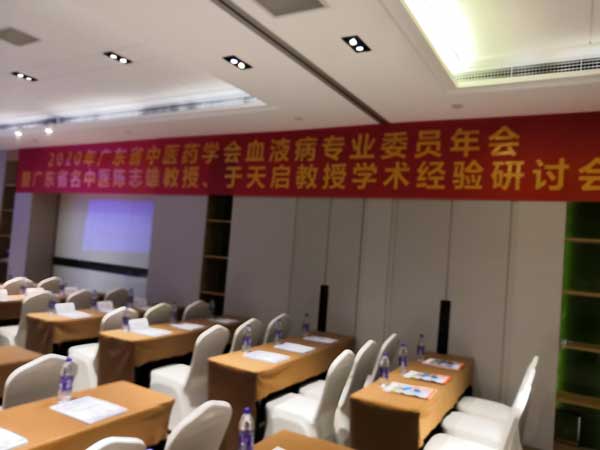 2020年广东省中医药学会血液病专业委员年会
暨广东省名中医陈志雄教授、于天启教授学术经验研讨会